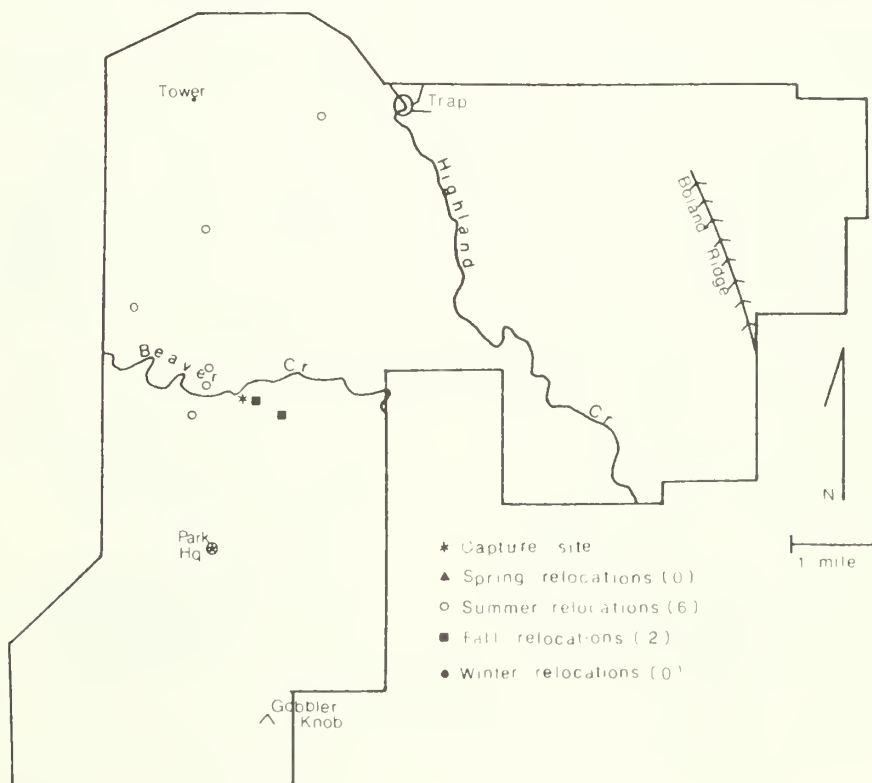 Tower
Trap
Highland
Boland Ridge
Beaver Cr
Cr
Park
Hq
N
* Capture site
▲ Spring relocations (0)
○ Summer relocations (6)
■ Fall relocations (2)
● Winter relocations (0)
1 mile
Gobbler
Knob